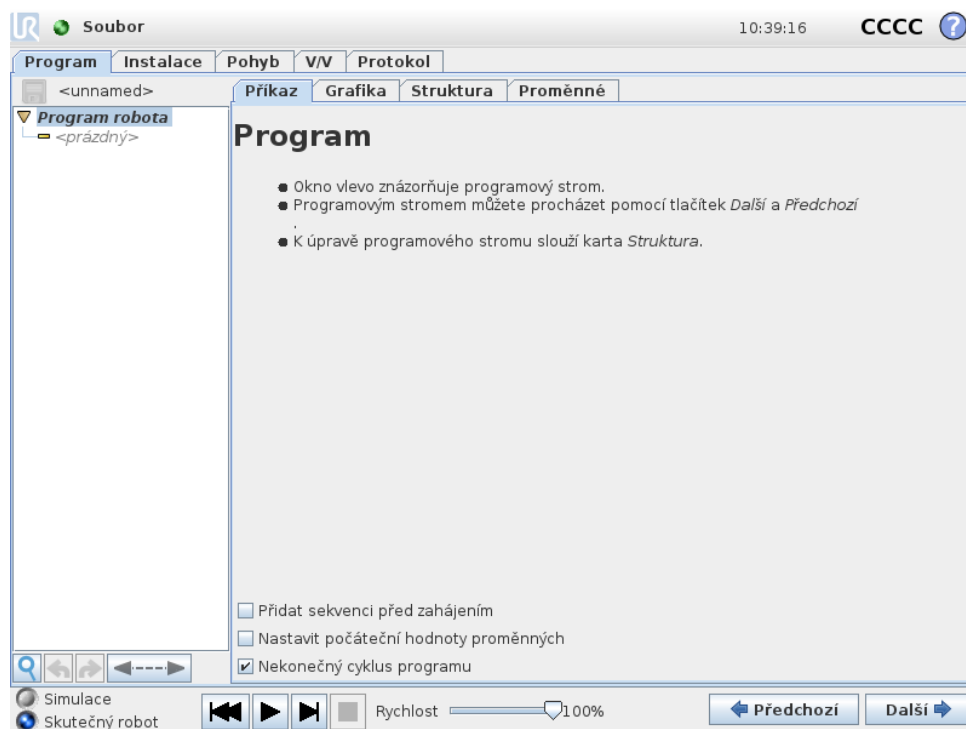 UR Soubor 10:39:16 CCCC ?
Program Instalace Pohyb V/V Protokol
<unnamed> Příkaz Grafika Struktura Proměnné
Program robota
<prázdný>
Program
Okno vlevo znázorňuje programový strom.
Programovým stromem můžete procházet pomocí tlačítek Další a Předchozí
.
K úpravě programového stromu slouží karta Struktura.
Přidat sekvenci před zahájením
Nastavit počáteční hodnoty proměnných
Nekonečný cyklus programu
Simulace
Skutečný robot
Rychlost 100% Předchozí Další